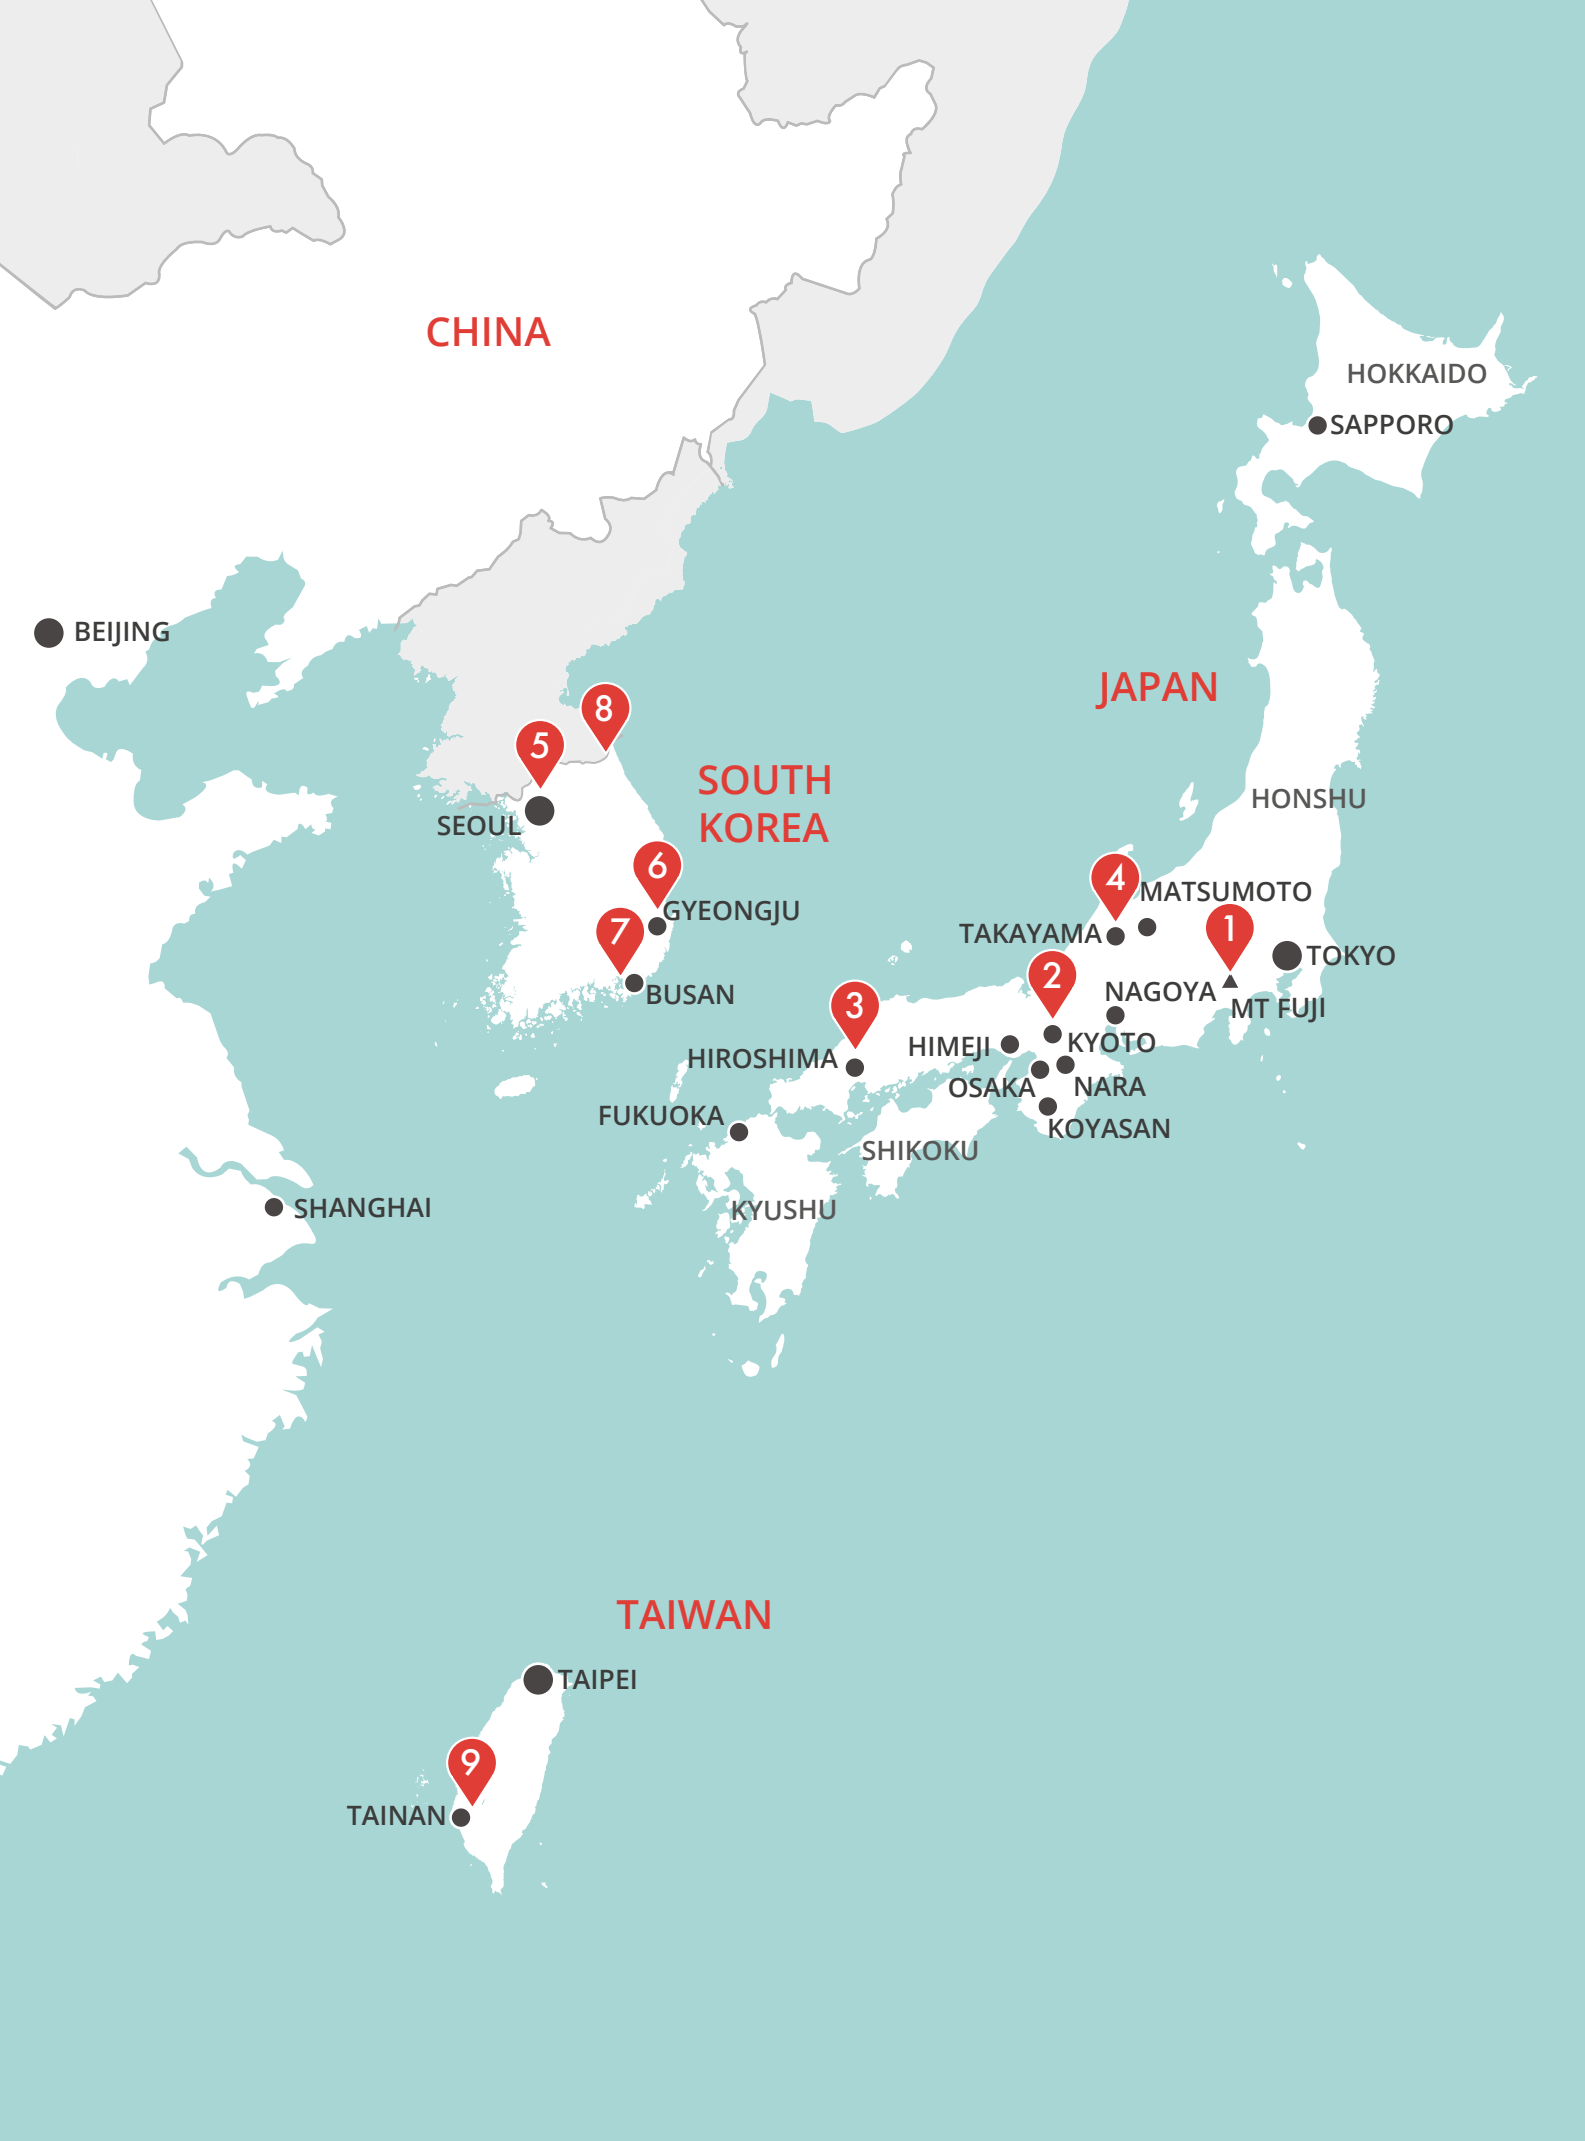 CHINA
HOKKAIDO
SAPPORO
BEIJING
JAPAN
8
5
SOUTH
KOREA
HONSHU
SEOUL
6
4
MATSUMOTO
GYEONGJU
7
1
TAKAYAMA
TOKYO
2
BUSAN
NAGOYA
3
MT FUJI
HIROSHIMA
HIMEJI
KYOTO
OSAKA
NARA
FUKUOKA
KOYASAN
SHIKOKU
SHANGHAI
KYUSHU
TAIWAN
TAIPEI
9
TAINAN